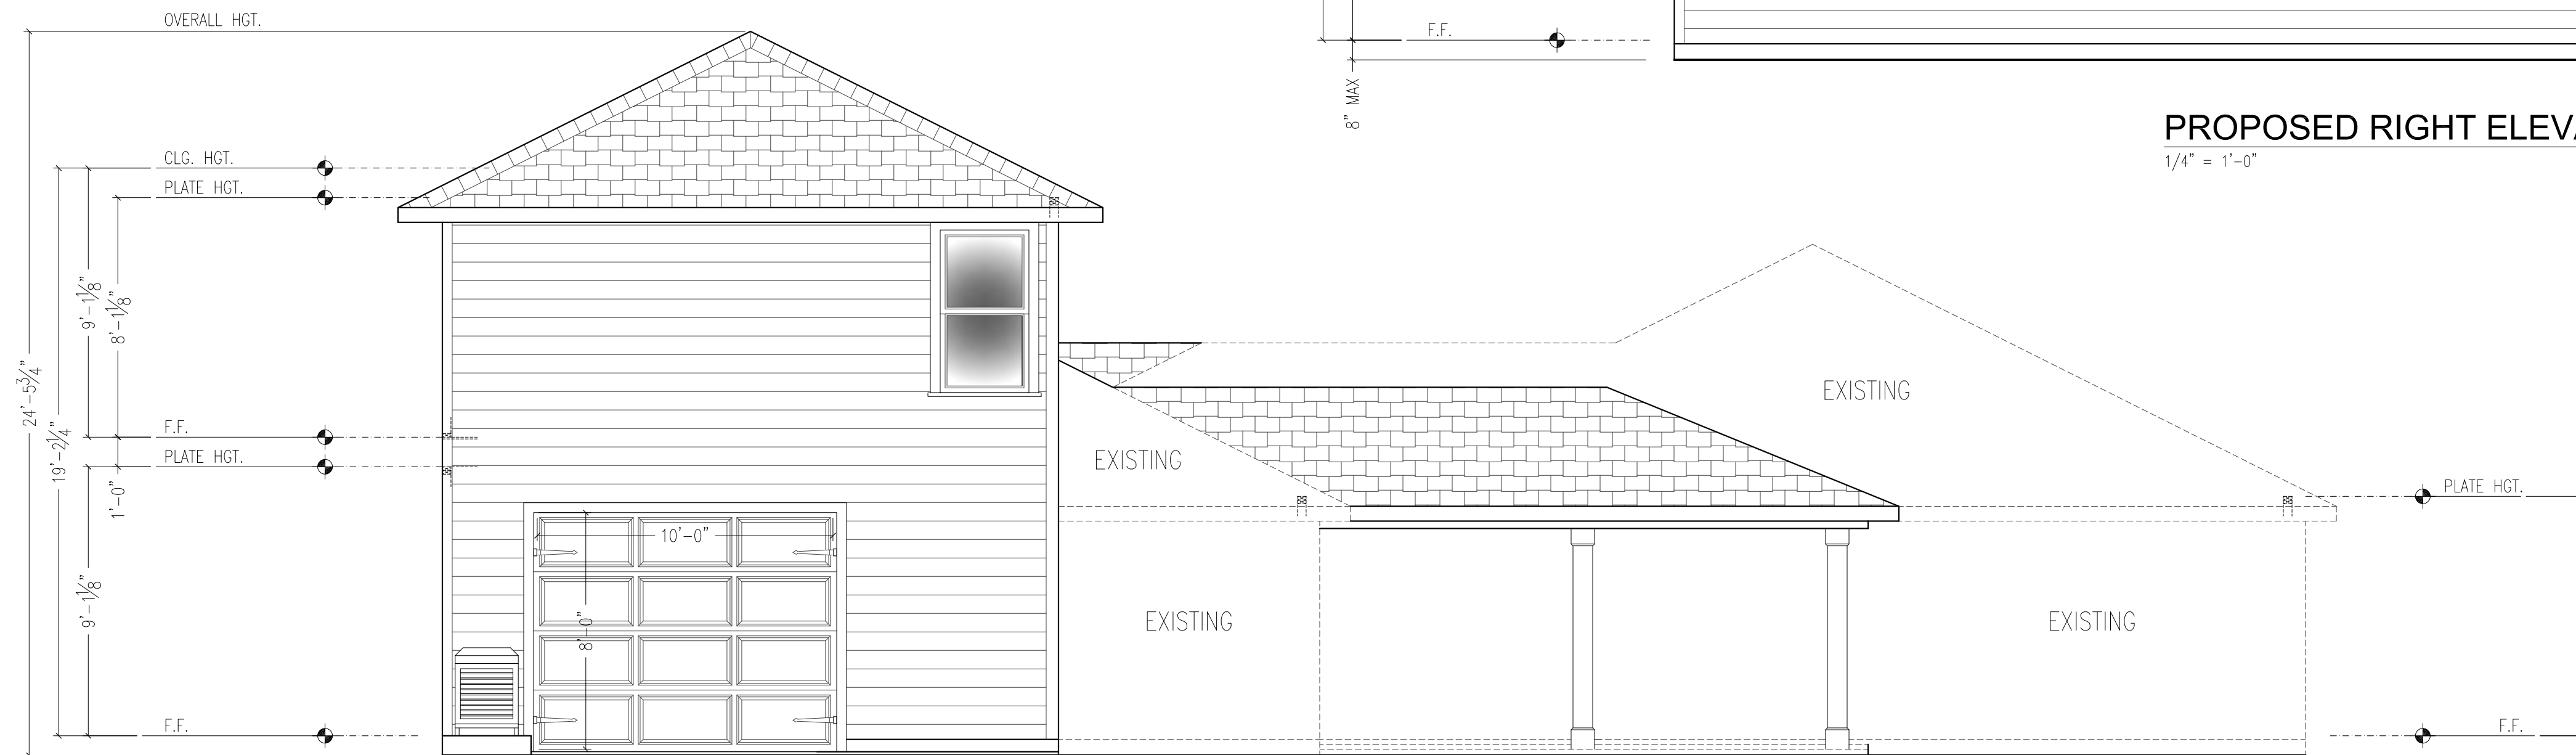 OVERALL HGT.
F.F.
8" MAX
PROPOSED RIGHT ELEVA
1/4" = 1'-0"
CLG. HGT.
PLATE HGT.
9'-1 1/8"
8'-1 1/8"
24'-5 3/4"
19'-2 1/4"
F.F.
PLATE HGT.
1'-0"
9'-1 1/8"
F.F.
10'-0"
8'-0"
EXISTING
EXISTING
EXISTING
EXISTING
PLATE HGT.
F.F.